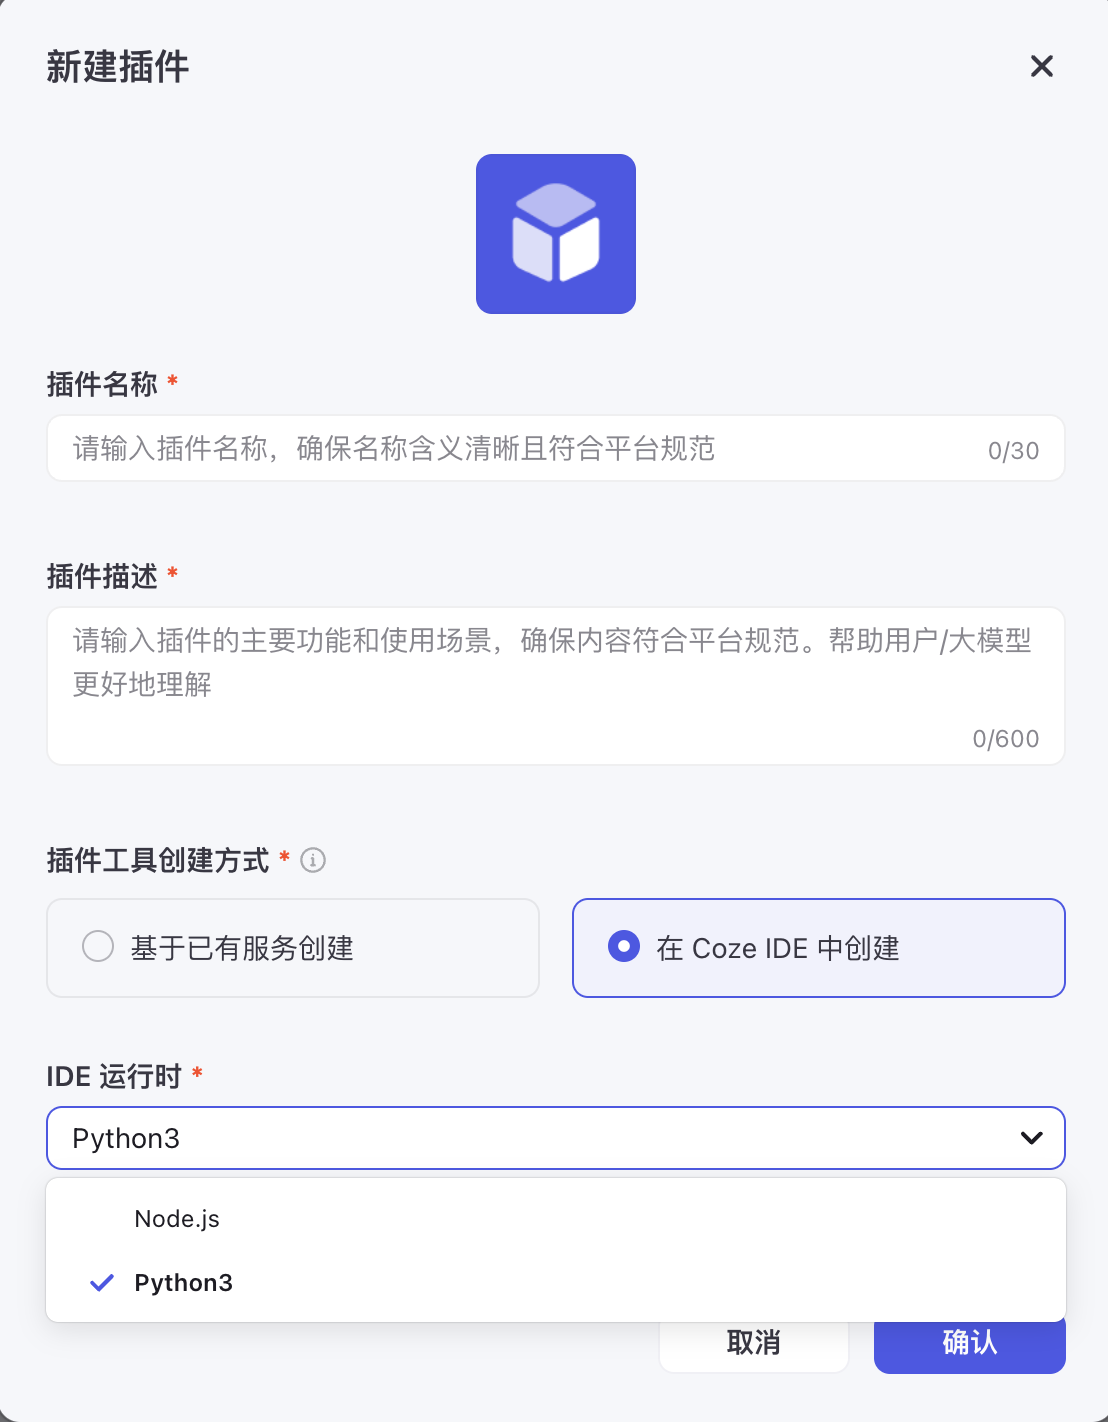 新建插件
插件名称 *
请输入插件名称，确保名称含义清晰且符合平台规范
0/30
插件描述 *
请输入插件的主要功能和使用场景，确保内容符合平台规范。帮助用户/大模型
更好地理解
0/600
插件工具创建方式 *
基于已有服务创建
在 Coze IDE 中创建
IDE 运行时 *
Python3
Node.js
Python3
取消
确认